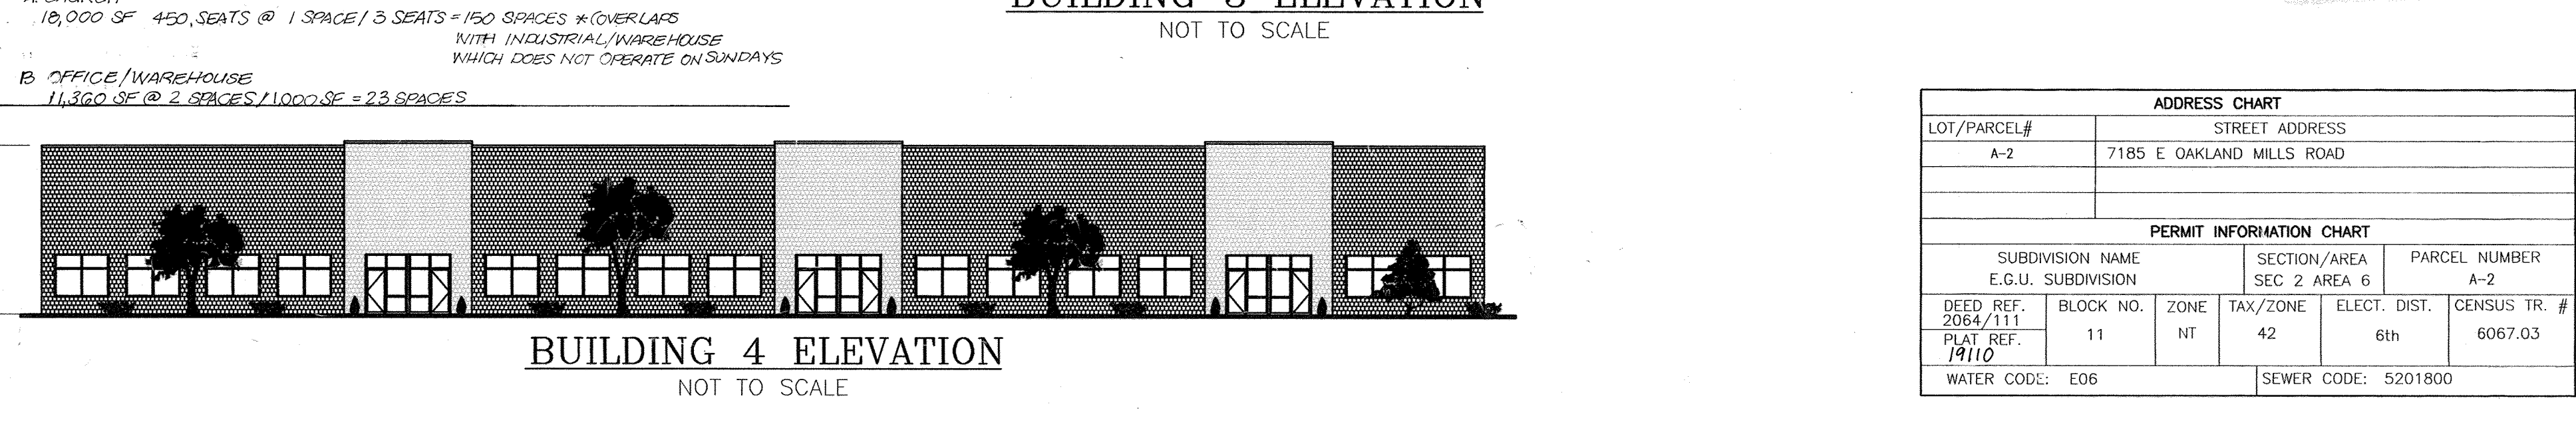 A. CHURCH
18,000 SF 450, SEATS @ 1 SPACE / 3 SEATS = 150 SPACES *(OVERLAPS
WITH INDUSTRIAL/WAREHOUSE
WHICH DOES NOT OPERATE ON SUNDAYS
B OFFICE/WAREHOUSE
11,360 SF @ 2 SPACES / 1,000 SF = 23 SPACES
BUILDING 3 ELEVATION
NOT TO SCALE
BUILDING 4 ELEVATION
NOT TO SCALE
ADDRESS CHART
LOT/PARCEL# STREET ADDRESS
A-2 7185 E OAKLAND MILLS ROAD
PERMIT INFORMATION CHART
SUBDIVISION NAME SECTION/AREA PARCEL NUMBER
E.G.U. SUBDIVISION SEC 2 AREA 6 A-2
DEED REF. BLOCK NO. ZONE TAX/ZONE ELECT. DIST. CENSUS TR. #
2064/111
PLAT REF. 11 NT 42 6th 6067.03
19110
WATER CODE: E06 SEWER CODE: 5201800